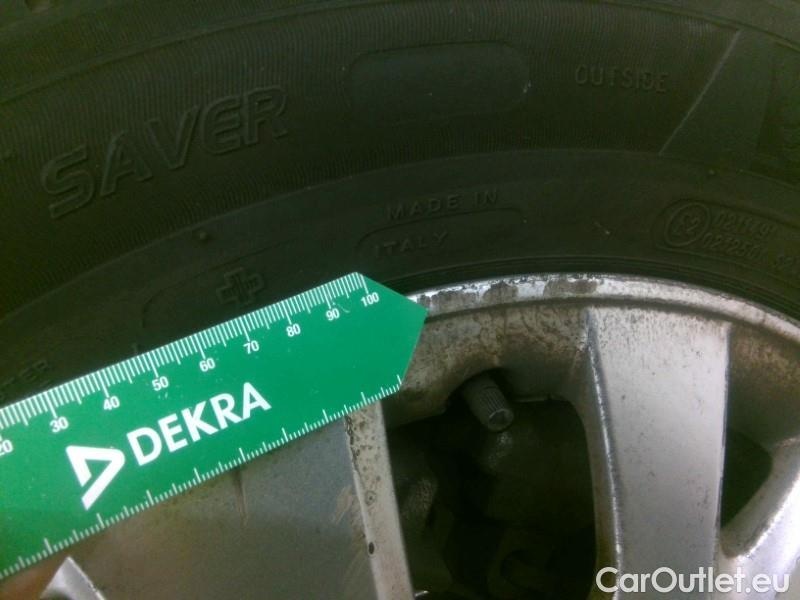 SAVER
OUTSIDE
MADE IN
ITALY
20 30 40 50 60 70 80 90 100
DEKRA
CarOutlet.eu